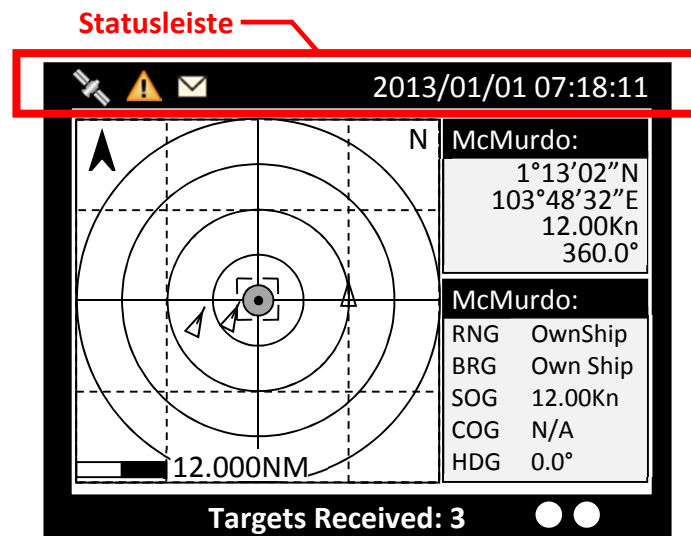 Statusleiste
2013/01/01 07:18:11
N
12.000NM
McMurdo:
1°13’02”N
103°48’32”E
12.00Kn
360.0°
McMurdo:
RNG OwnShip
BRG Own Ship
SOG 12.00Kn
COG N/A
HDG 0.0°
Targets Received: 3